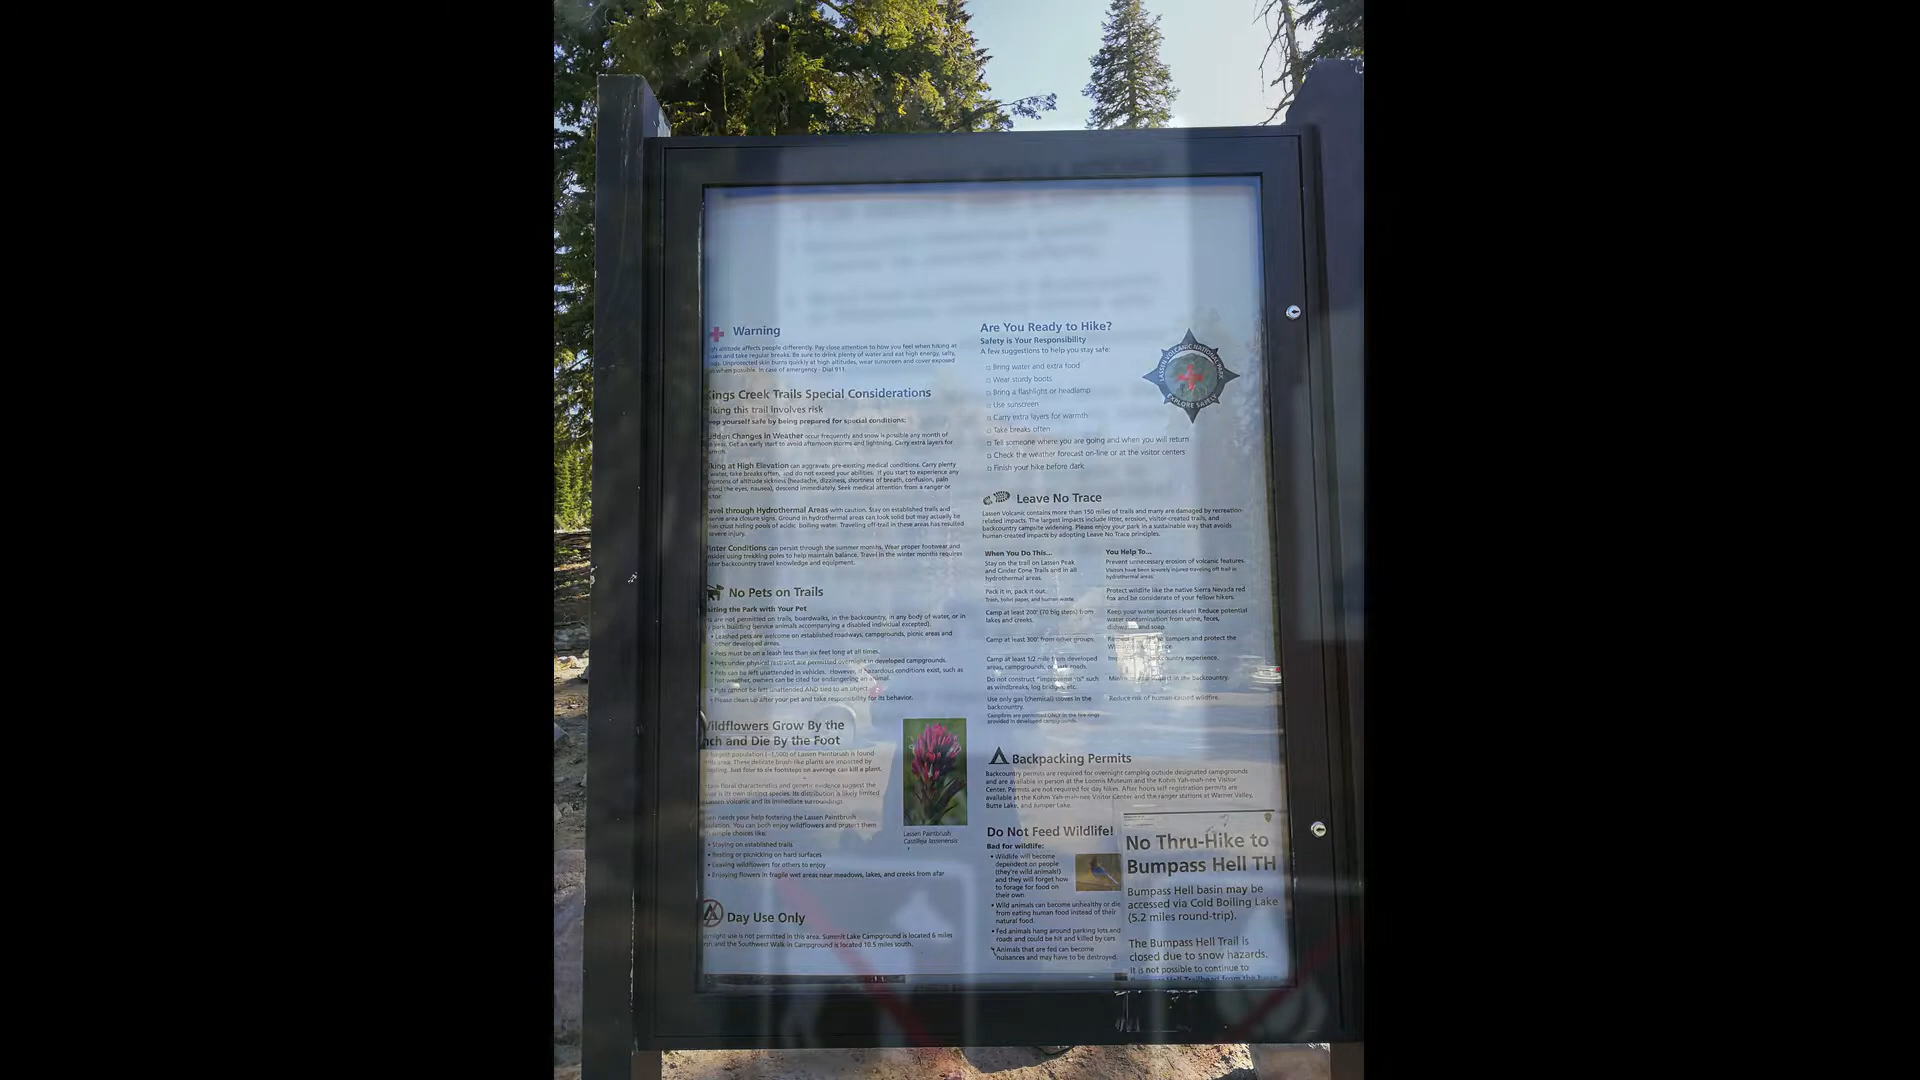 Warning
altitude affects people differently. Pay close attention to how you feel when hiking at
and take regular breaks. Be sure to drink plenty of water and eat high energy, salty,
Unprotected skin burns quickly at high altitudes, wear sunscreen and cover exposed
when possible. In case of emergency - Dial 911.
ings Creek Trails Special Considerations
iking this trail involves risk
ep yourself safe by being prepared for special conditions:
dden Changes in Weather occur frequently and snow is possible any month of
year. Get an early start to avoid afternoon storms and lightning. Carry extra layers for
king at High Elevation can aggravate pre-existing medical conditions. Carry plenty
water, take breaks often, and do not exceed your abilities. If you start to experience any
mptoms of altitude sickness (headache, dizziness, shortness of breath, confusion, pain
the eyes, nausea), descend immediately. Seek medical attention from a ranger or
ctor.
avel through Hydrothermal Areas with caution. Stay on established trails and
serve area closure signs. Ground in hydrothermal areas can look solid but may actually be
thin crust hiding pools of acidic boiling water. Traveling off-trail in these areas has resulted
severe injury.
inter Conditions can persist through the summer months. Wear proper footwear and
nsider using trekking poles to help maintain balance. Travel in the winter months requires
ter backcountry travel knowledge and equipment.
No Pets on Trails
siting the Park with Your Pet
ts are not permitted on trails, boardwalks, in the backcountry, in any body of water, or in
y park building (service animals accompanying a disabled individual excepted).
• Leashed pets are welcome on established roadways, campgrounds, picnic areas and
other developed areas.
• Pets must be on a leash less than six feet long at all times.
• Pets under physical restraint are permitted overnight in developed campgrounds.
• Pets can be left unattended in vehicles. However, if hazardous conditions exist, such as
hot weather, owners can be cited for endangering an animal.
• Pets cannot be left unattended AND tied to an object
• Please clean up after your pet and take responsibility for its behavior.
Wildflowers Grow By the
nch and Die By the Foot
largest population (~1,500) of Lassen Paintbrush is found
this area. These delicate brush-like plants are impacted by
Just four to six footsteps on average can kill a plant.
floral characteristics and genetic evidence suggest the
is its own distinct species. Its distribution is likely limited
Lassen Volcanic and its immediate surroundings.
needs your help fostering the Lassen Paintbrush
You can both enjoy wildflowers and protect them
simple choices like:
• Staying on established trails
• Resting or picnicking on hard surfaces
• Leaving wildflowers for others to enjoy
• Enjoying flowers in fragile wet areas near meadows, lakes, and creeks from afar
Lassen Paintbrush
Castilleja lassenensis
Day Use Only
ernight use is not permitted in this area. Summit Lake Campground is located 6 miles
and the Southwest Walk-in Campground is located 10.5 miles south.
Are You Ready to Hike?
Safety is Your Responsibility
A few suggestions to help you stay safe:
□ Bring water and extra food
□ Wear sturdy boots
□ Bring a flashlight or headlamp
□ Use sunscreen
□ Carry extra layers for warmth
□ Take breaks often
□ Tell someone where you are going and when you will return
□ Check the weather forecast on-line or at the visitor centers
□ Finish your hike before dark
LASSEN VOLCANIC NATIONAL PARK
EXPLORE SAFELY
Leave No Trace
Lassen Volcanic contains more than 150 miles of trails and many are damaged by recreation-
related impacts. The largest impacts include litter, erosion, visitor-created trails, and
backcountry campsite widening. Please enjoy your park in a sustainable way that avoids
human-created impacts by adopting Leave No Trace principles.
When You Do This... You Help To...
Stay on the trail on Lassen Peak
and Cinder Cone Trails and in all
hydrothermal areas.
Prevent unnecessary erosion of volcanic features.
Visitors have been severely injured traveling off trail in
hydrothermal areas.
Pack it in, pack it out.
Trash, toilet paper, and human waste.
Protect wildlife like the native Sierra Nevada red
fox and be considerate of your fellow hikers.
Camp at least 200' (70 big steps) from
lakes and creeks.
Keep your water sources clean! Reduce potential
water contamination from urine, feces,
dishwater and soap.
Camp at least 300' from other groups.
campers and protect the
Camp at least 1/2 mile from developed
areas, campgrounds, or park roads.
backcountry experience.
Do not construct "improvements" such
as windbreaks, log bridges, etc.
in the backcountry.
Use only gas (chemical) stoves in the
backcountry.
Campfires are permitted ONLY in the fire rings
provided in developed campgrounds.
Reduce risk of human-caused wildfire.
Backpacking Permits
Backcountry permits are required for overnight camping outside designated campgrounds
and are available in person at the Loomis Museum and the Kohm Yah-mah-nee Visitor
Center. Permits are not required for day hikes. After hours self-registration permits are
available at the Kohm Yah-mah-nee Visitor Center and the ranger stations at Warner Valley,
Butte Lake, and Juniper Lake.
Do Not Feed Wildlife!
Bad for wildlife:
• Wildlife will become
dependent on people
(they're wild animals!)
and they will forget how
to forage for food on
their own.
• Wild animals can become unhealthy or die
from eating human food instead of their
natural food.
• Fed animals hang around parking lots and
roads and could be hit and killed by cars.
• Animals that are fed can become
nuisances and may have to be destroyed.
No Thru-Hike to
Bumpass Hell TH
Bumpass Hell basin may be
accessed via Cold Boiling Lake
(5.2 miles round-trip).
The Bumpass Hell Trail is
closed due to snow hazards.
It is not possible to continue to